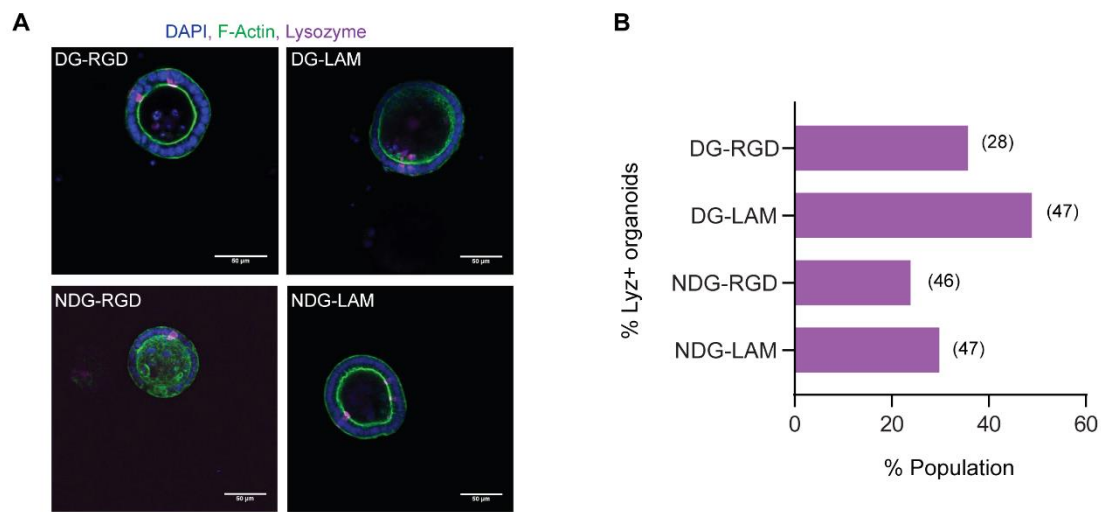 A
DAPI, F-Actin, Lysozyme
DG-RGD
50 µm
DG-LAM
50 µm
NDG-RGD
50 µm
NDG-LAM
50 µm
B
% Lyz+ organoids
DG-RGD
(28)
DG-LAM
(47)
NDG-RGD
(46)
NDG-LAM
(47)
0 20 40 60
% Population